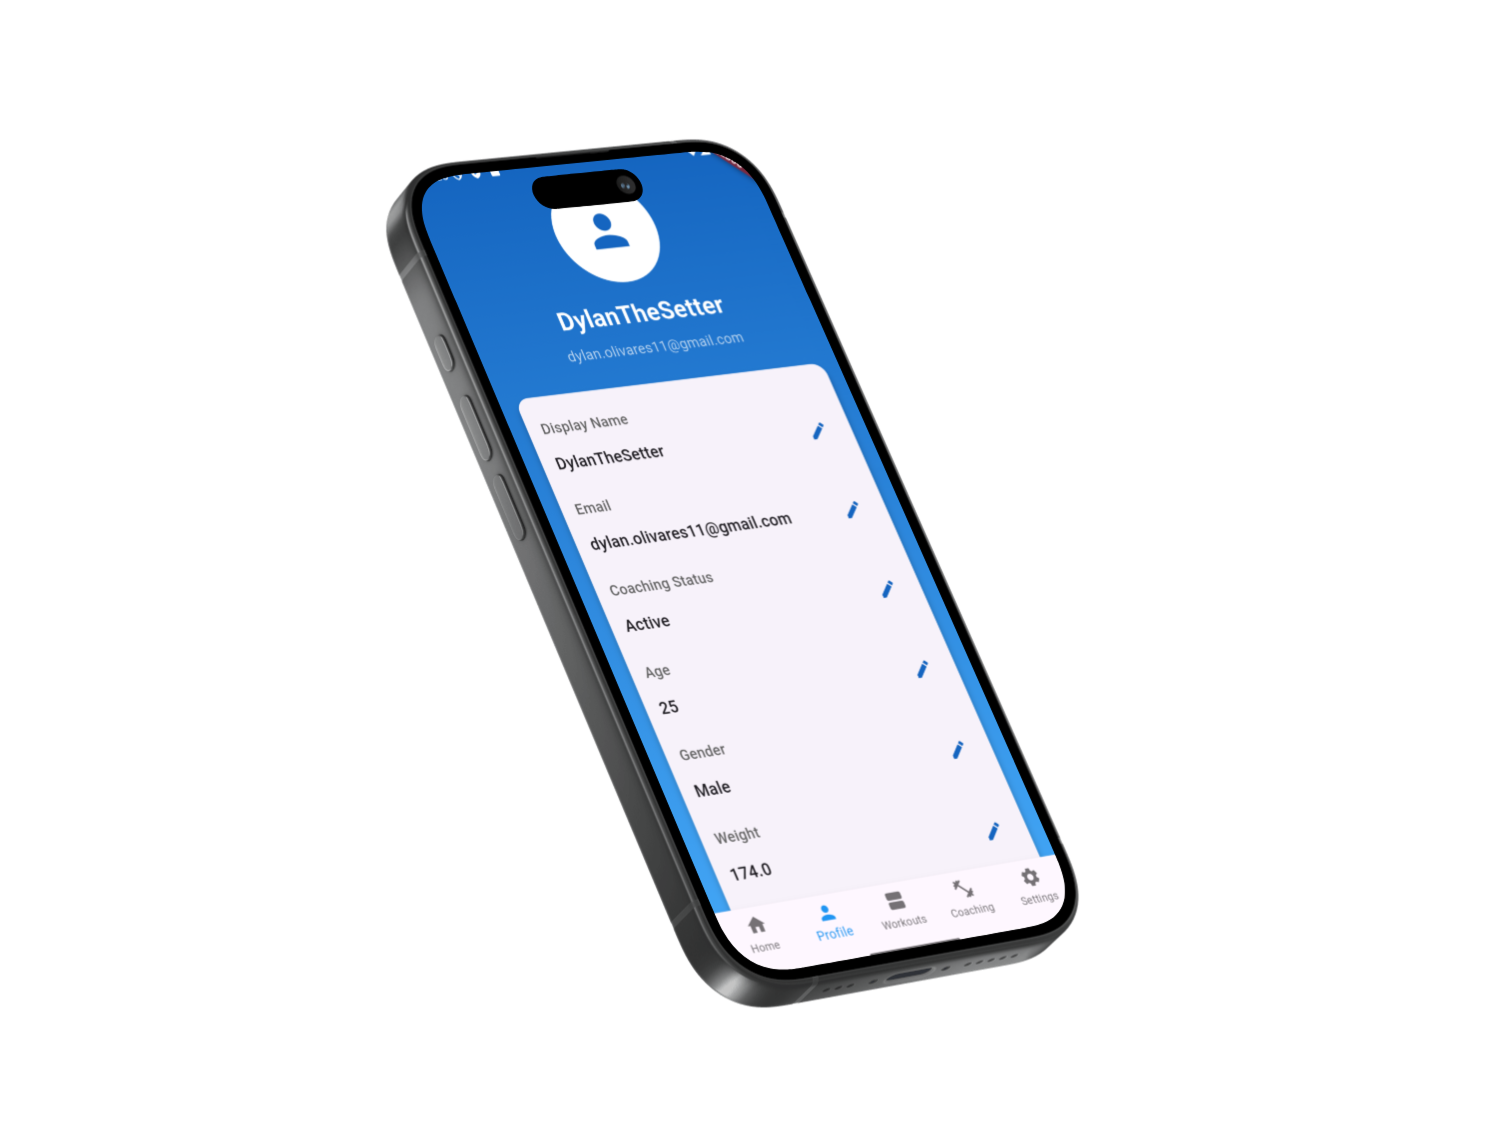 DylanTheSetter
dylan.olivares11@gmail.com
Display Name
DylanTheSetter
Email
dylan.olivares11@gmail.com
Coaching Status
Active
Age
25
Gender
Male
Weight
174.0
Home
Profile
Workouts
Coaching
Settings